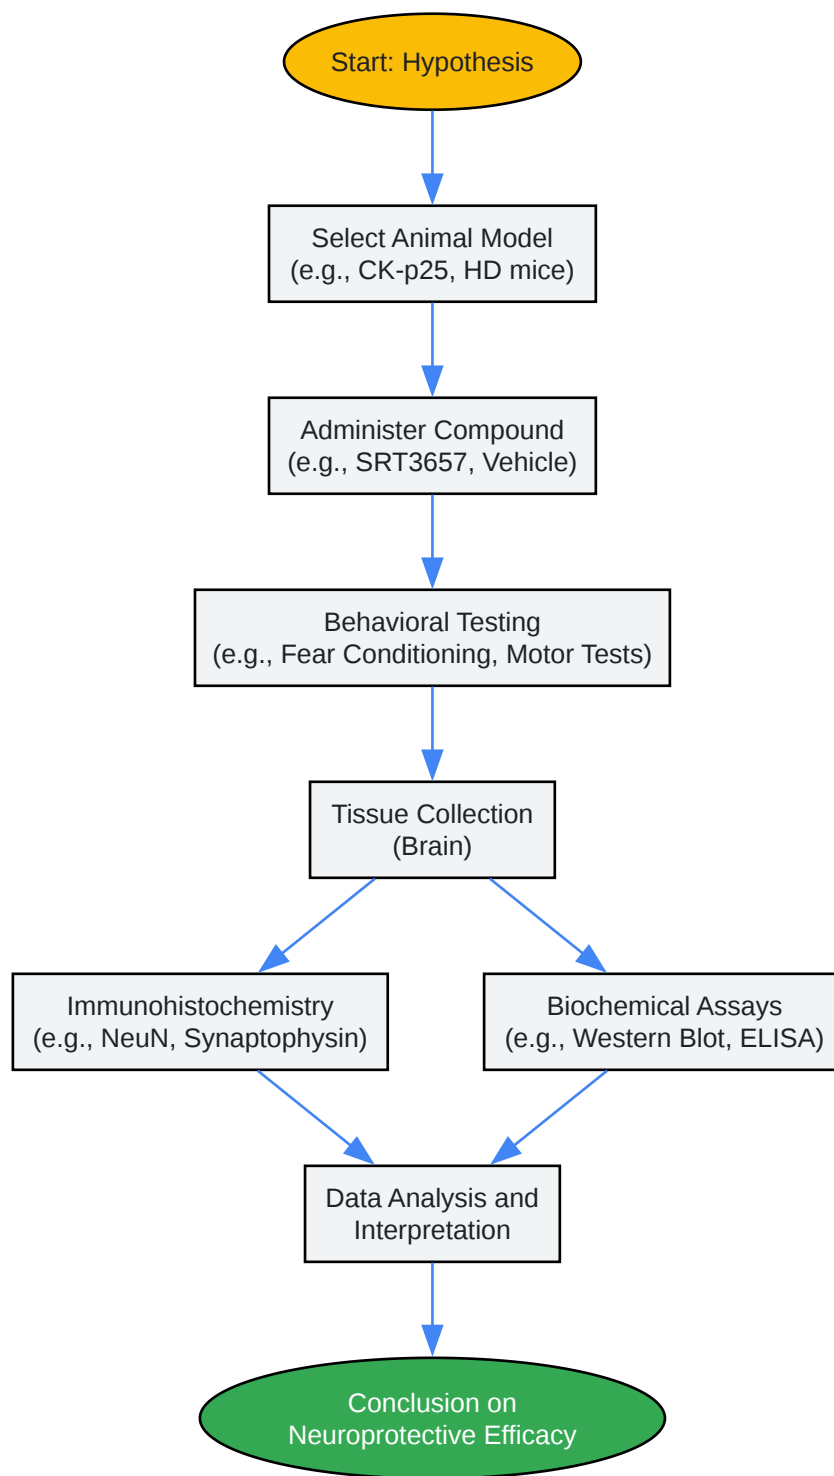 Start: Hypothesis
Select Animal Model
(e.g., CK-p25, HD mice)
Administer Compound
(e.g., SRT3657, Vehicle)
Behavioral Testing
(e.g., Fear Conditioning, Motor Tests)
Tissue Collection
(Brain)
Immunohistochemistry
(e.g., NeuN, Synaptophysin)
Biochemical Assays
(e.g., Western Blot, ELISA)
Data Analysis and
Interpretation
Conclusion on
Neuroprotective Efficacy